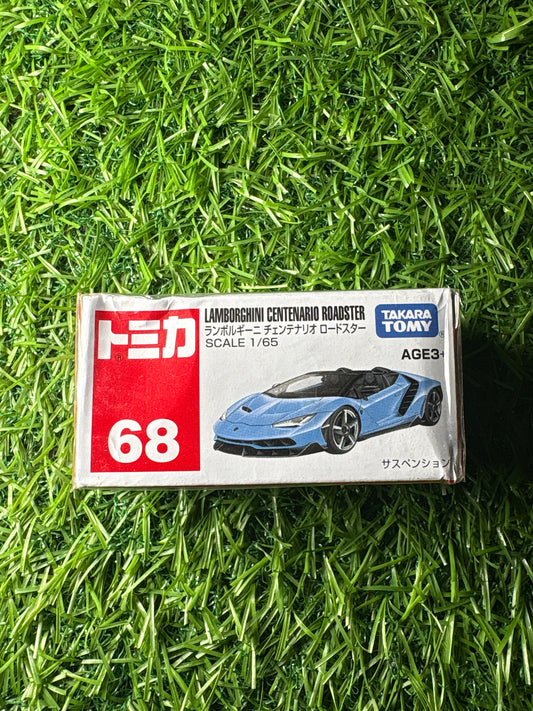 トミカ
68
LAMBORGHINI CENTENARIO ROADSTER
ランボルギーニ チェンテナリオ ロードスター
SCALE 1/65
TAKARA
TOMY
AGE3+
サスペンション